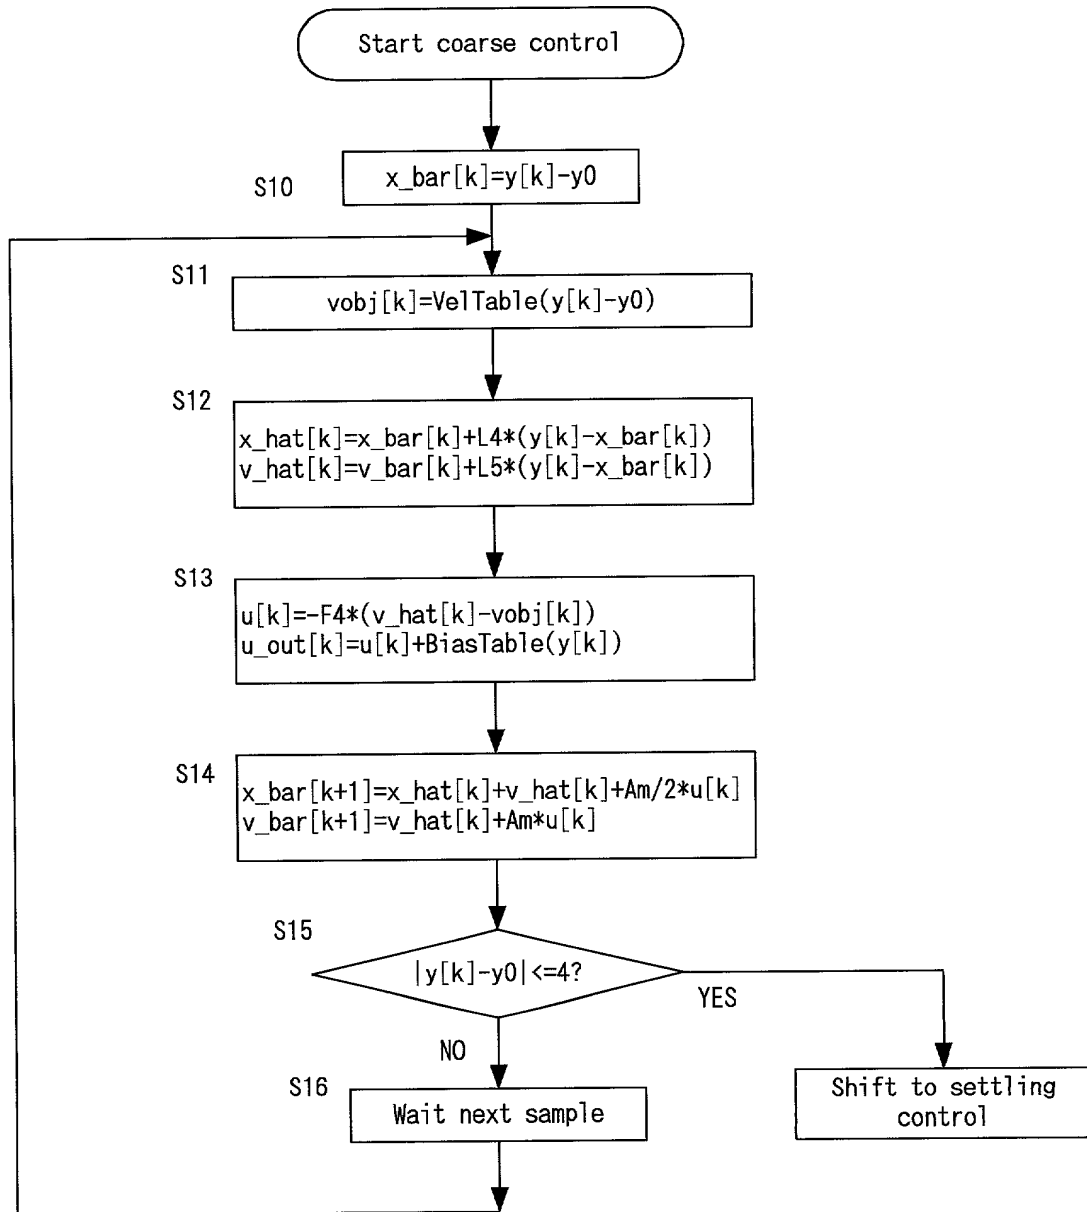 Start coarse control
S10
x_bar[k]=y[k]-y0
S11
vobj[k]=VelTable(y[k]-y0)
S12
x_hat[k]=x_bar[k]+L4*(y[k]-x_bar[k])
v_hat[k]=v_bar[k]+L5*(y[k]-x_bar[k])
S13
u[k]=-F4*(v_hat[k]-vobj[k])
u_out[k]=u[k]+BiasTable(y[k])
S14
x_bar[k+1]=x_hat[k]+v_hat[k]+Am/2*u[k]
v_bar[k+1]=v_hat[k]+Am*u[k]
S15
|y[k]-y0|<=4?
YES
NO
S16
Wait next sample
Shift to settling
control